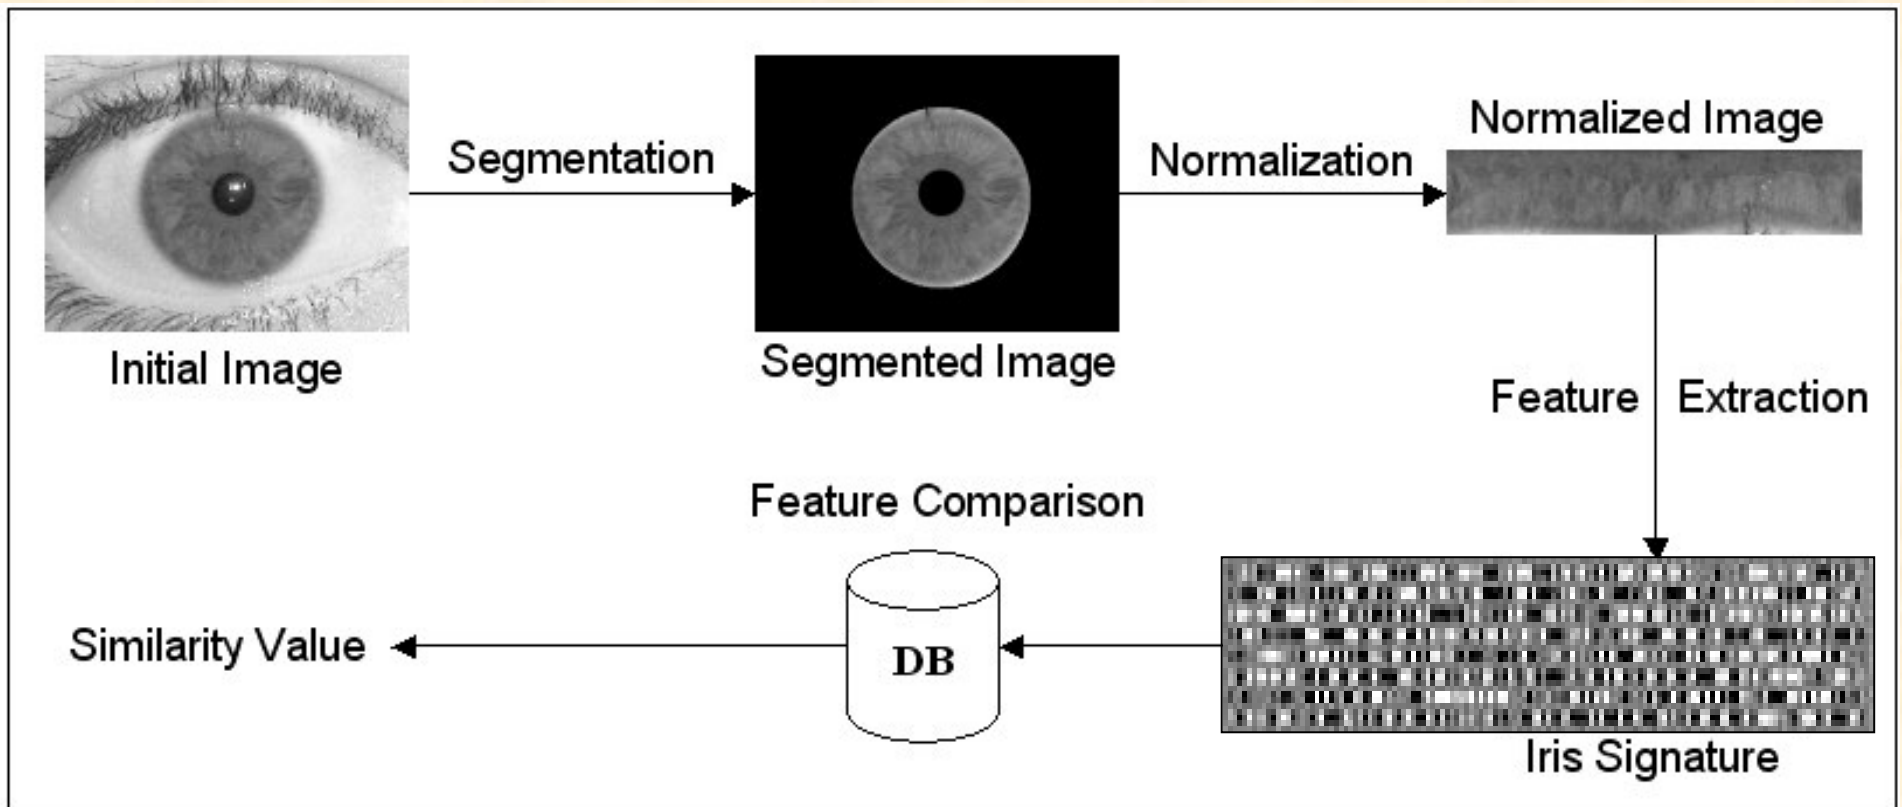 Initial Image
Segmentation
Segmented Image
Normalization
Normalized Image
Feature Extraction
Iris Signature
Feature Comparison
DB
Similarity Value